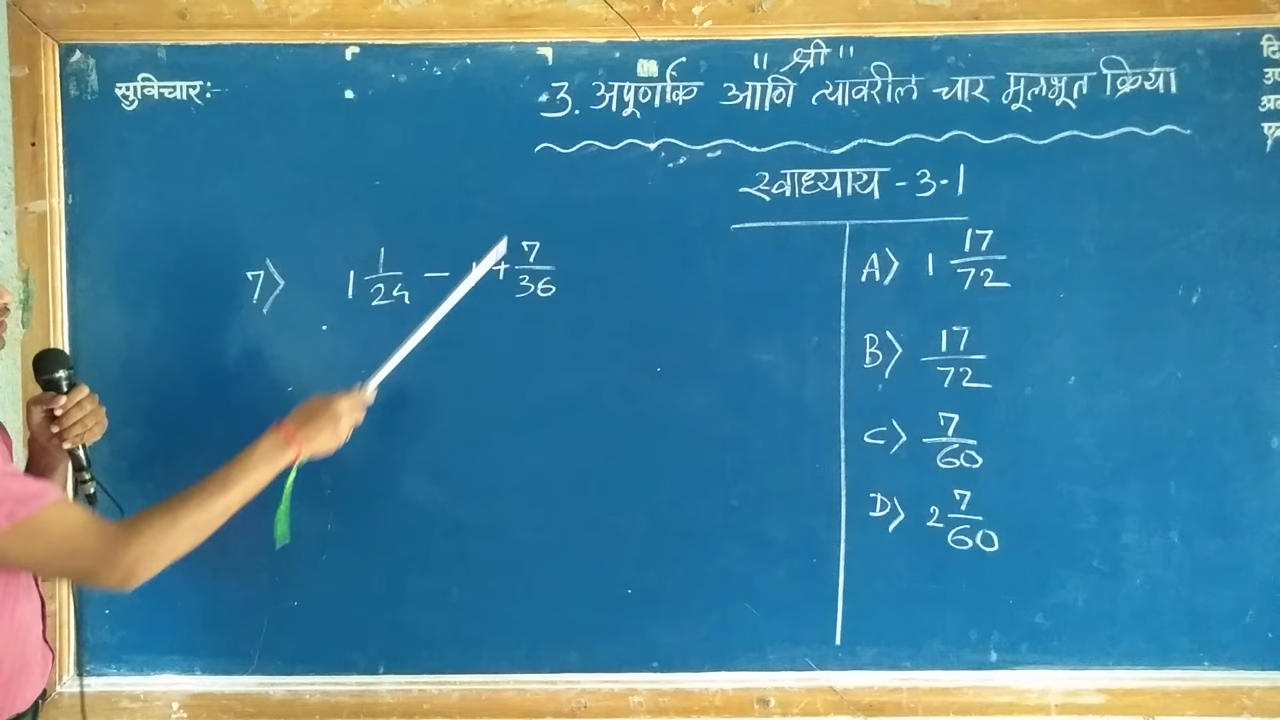 " श्री "
सुविचार:-
3. अपूर्णांक आणि त्यावरील चार मूलभूत क्रिया
स्वाध्याय - 3.1
7) 1 1/24 - 1 + 7/36
A) 1 17/72
B) 17/72
C) 7/60
D) 2 7/60